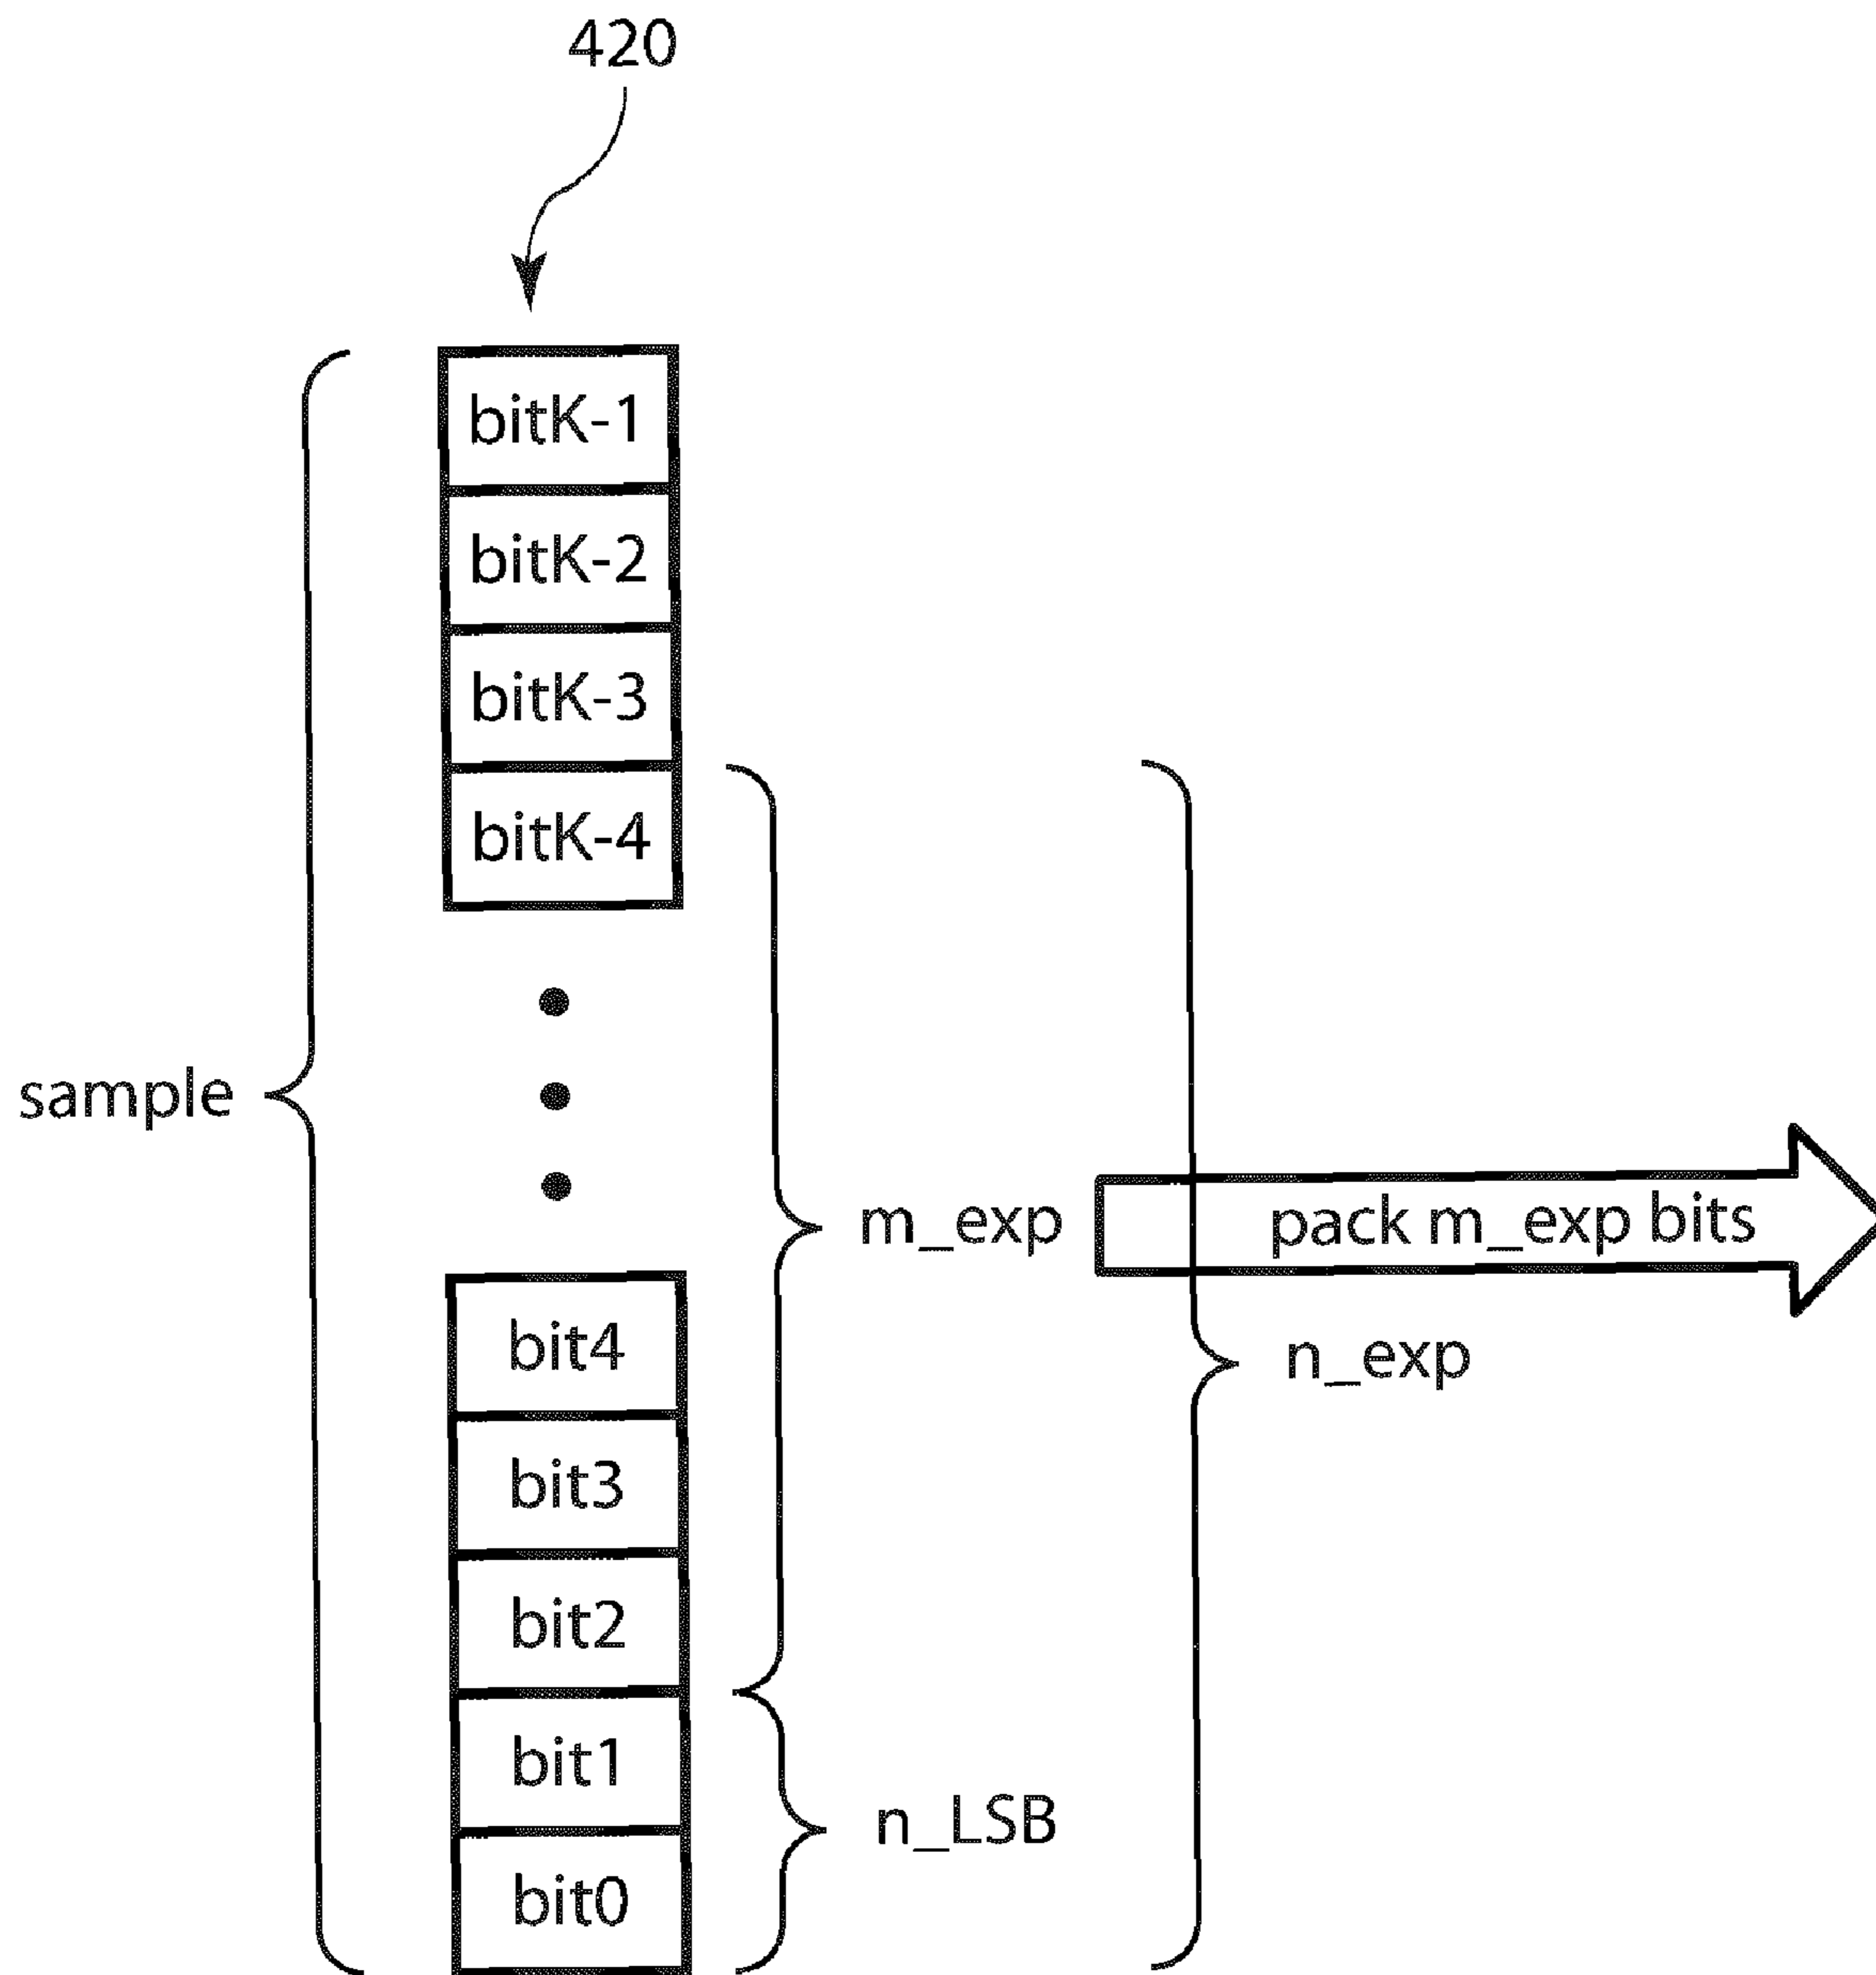 420
bitK-1
bitK-2
bitK-3
bitK-4
sample
m_exp
pack m_exp bits
bit4
n_exp
bit3
bit2
bit1
n_LSB
bit0